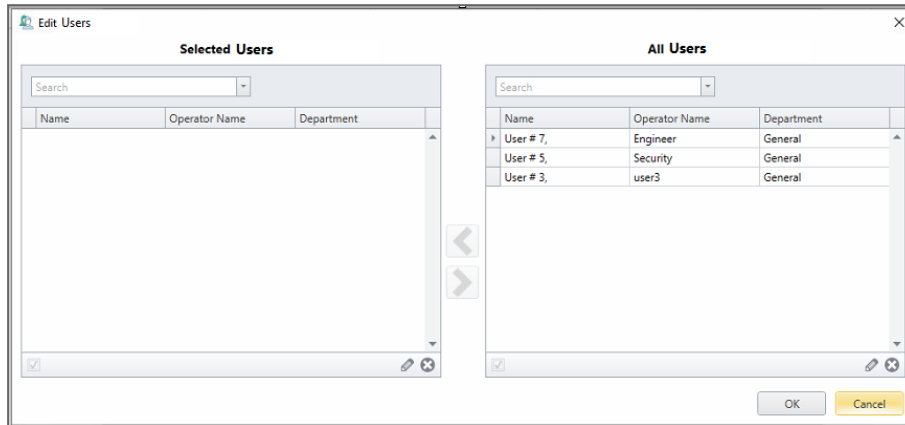 Edit Users
Selected Users
All Users
Search
Search
Name Operator Name Department
Name Operator Name Department
User # 7, Engineer General
User # 5, Security General
User # 3, user3 General
OK Cancel